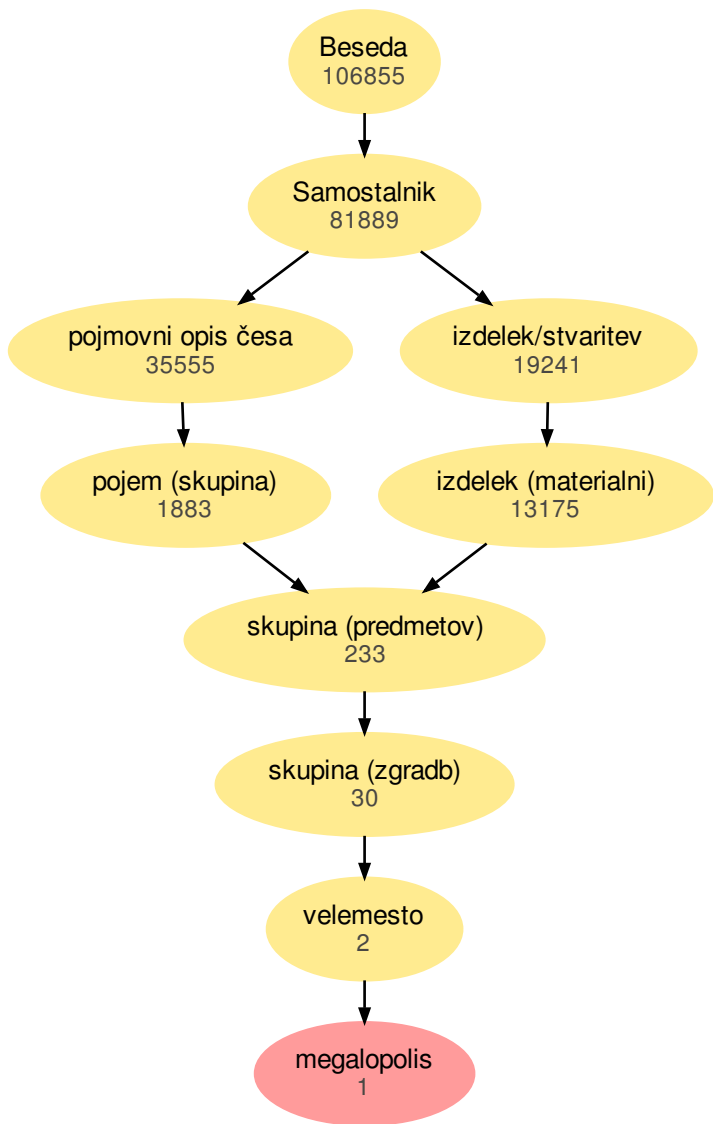 Beseda
106855
Samostalnik
81889
pojmovni opis česa
35555
izdelek/stvaritev
19241
pojem (skupina)
1883
izdelek (materialni)
13175
skupina (predmetov)
233
skupina (zgradb)
30
velemesto
2
megalopolis
1